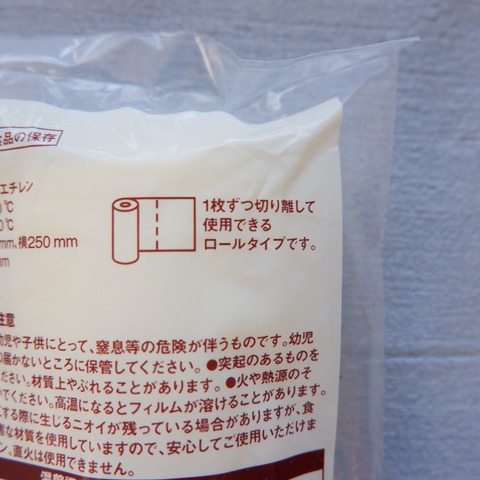 品の保存
エチレン
℃
℃
mm、横250 mm
mm
1枚ずつ切り離して
使用できる
ロールタイプです。
注意
幼児や子供にとって、窒息等の危険が伴うものです。幼児
の届かないところに保管してください。●突起のあるものを
ださい。材質上やぶれることがあります。●火や熱源のそ
でください。高温になるとフィルムが溶けることがあります。
する際に生じるニオイが残っている場合がありますが、食
な材質を使用していますので、安心してご使用いただけま
ン、直火は使用できません。